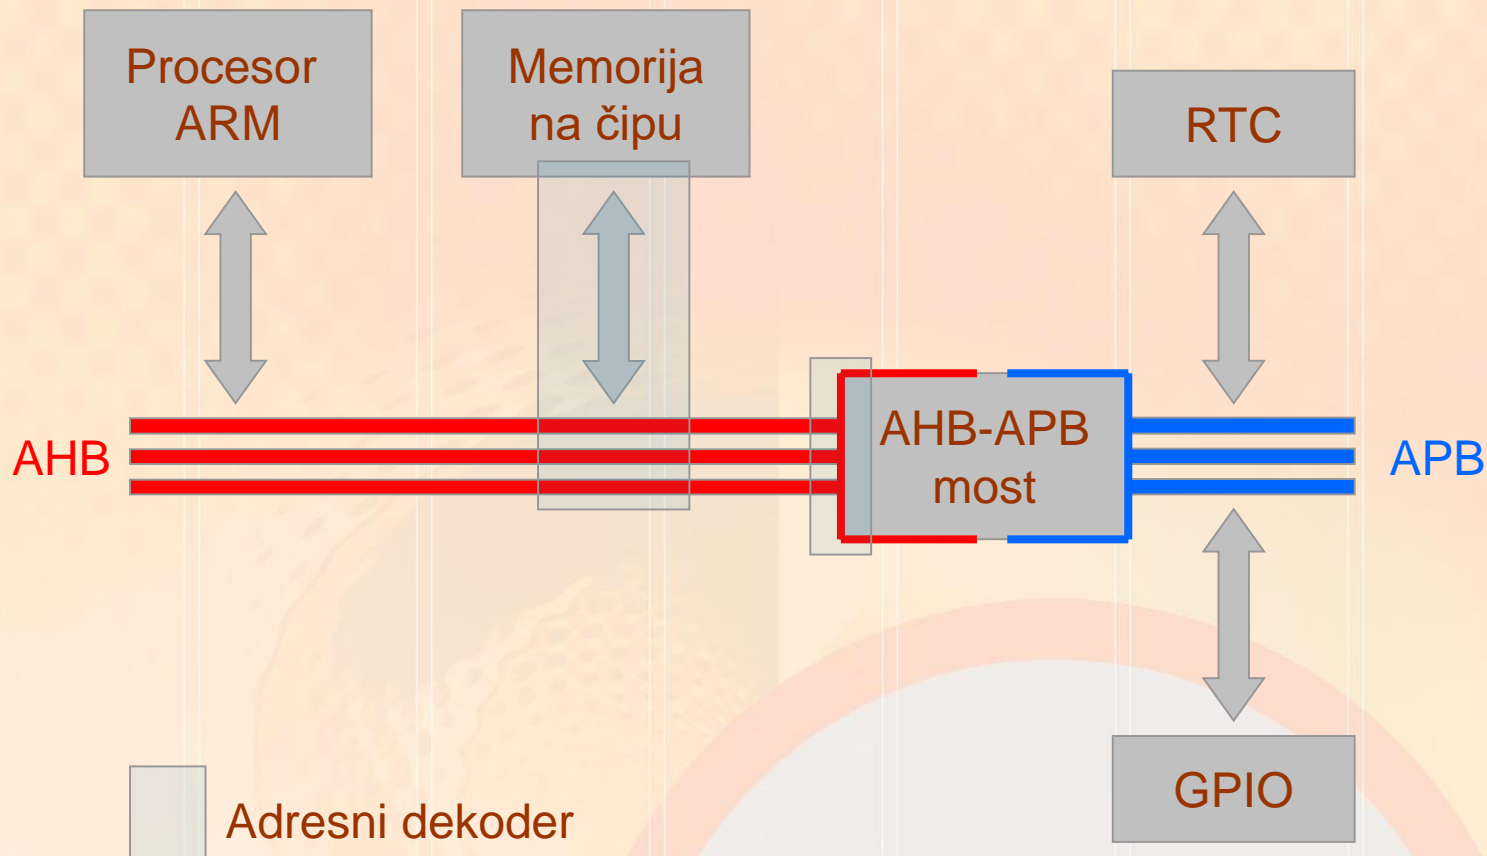 Procesor
ARM
Memorija
na čipu
RTC
AHB
AHB-APB
most
APB
GPIO
Adresni dekoder